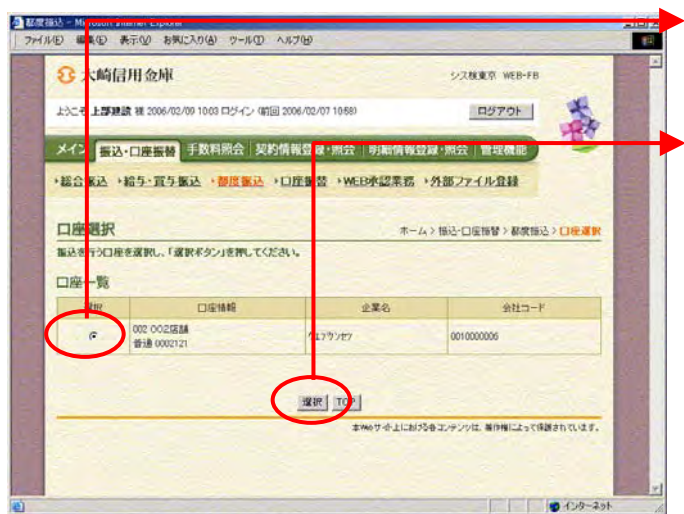 都度振込 - Microsoft Internet Explorer
ファイル(F) 編集(E) 表示(V) お気に入り(A) ツール(T) ヘルプ(H)
大崎信用金庫
シス検東京 WEB-FB
ようこそ 上部建設 様 2006/02/09 10:03 ログイン (前回 2006/02/07 10:58)
ログアウト
メイン 振込・口座振替 手数料照会 契約情報登録・照会 明細情報登録・照会 管理機能
総合振込 給与・賞与振込 都度振込 口座振替 WEB承認業務 外部ファイル登録
口座選択
ホーム > 振込・口座振替 > 都度振込 > 口座選択
振込を行う口座を選択し、「選択ボタン」を押してください。
口座一覧
選択 口座情報 企業名 会社コード
002 002店舗
普通 0002121
0010000006
選択 TOP
本Webサイト上における各コンテンツは、著作権によって保護されています。
インターネット